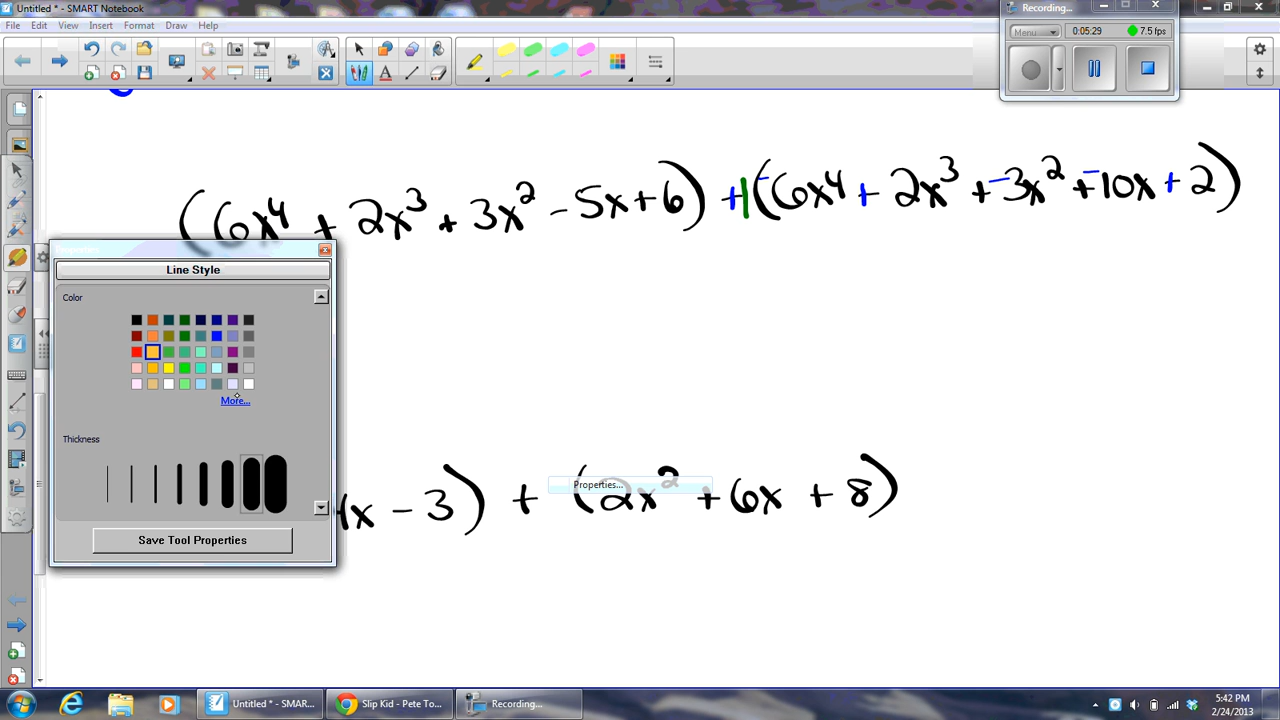 Untitled * - SMART Notebook
Recording...
File Edit View Insert Format Draw Help
Menu 0:05:29 7.5 fps
(6x⁴ + 2x³ + 3x² - 5x + 6) + (-6x⁴ + 2x³ + -3x² + -10x + 2)
Line Style
Color
More...
Thickness
4x - 3) + (2x² + 6x + 8)
Properties...
Save Tool Properties
Untitled * - SMAR...
Slip Kid - Pete To...
Recording...
5:42 PM
2/24/2013